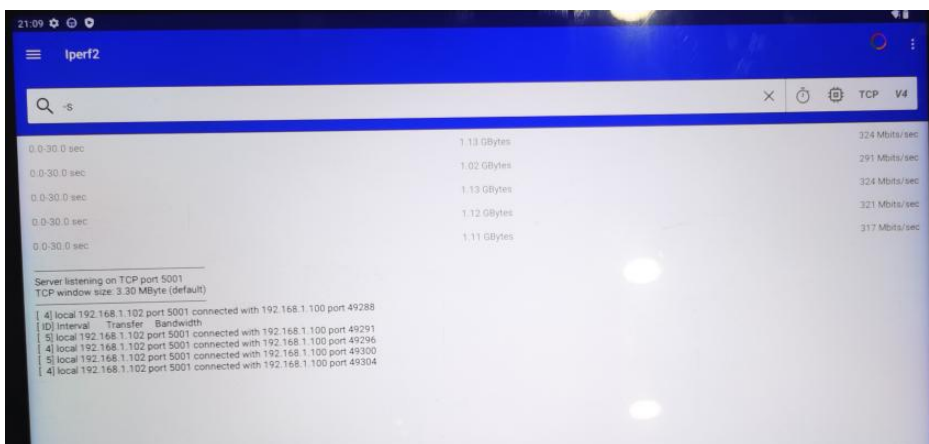 21:09
Iperf2
-s
TCP V4
0.0-30.0 sec 1.13 GBytes 324 Mbits/sec
0.0-30.0 sec 1.02 GBytes 291 Mbits/sec
0.0-30.0 sec 1.13 GBytes 324 Mbits/sec
0.0-30.0 sec 1.12 GBytes 321 Mbits/sec
0.0-30.0 sec 1.11 GBytes 317 Mbits/sec
Server listening on TCP port 5001
TCP window size: 3.30 MByte (default)
[ 4] local 192.168.1.102 port 5001 connected with 192.168.1.100 port 49288
[ ID] Interval Transfer Bandwidth
[ 5] local 192.168.1.102 port 5001 connected with 192.168.1.100 port 49291
[ 4] local 192.168.1.102 port 5001 connected with 192.168.1.100 port 49296
[ 5] local 192.168.1.102 port 5001 connected with 192.168.1.100 port 49300
[ 4] local 192.168.1.102 port 5001 connected with 192.168.1.100 port 49304